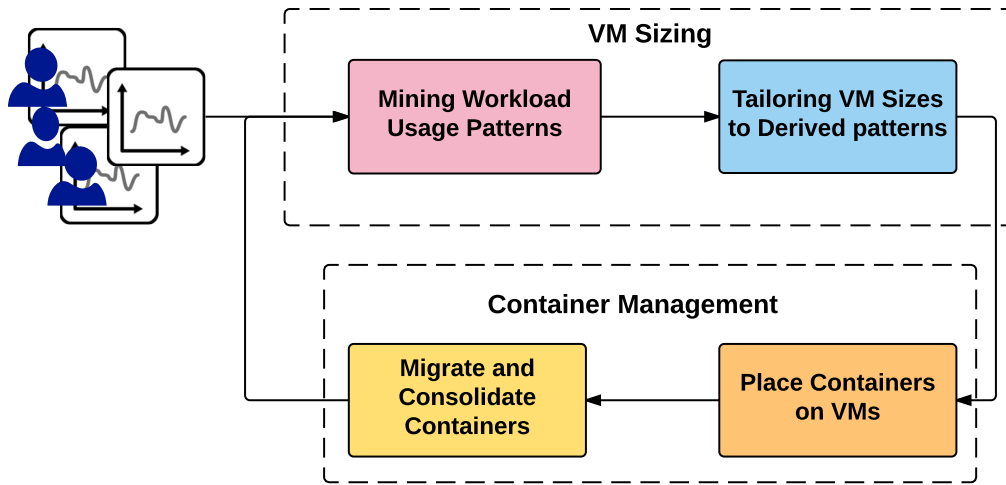 VM Sizing
Mining Workload
Usage Patterns
Tailoring VM Sizes
to Derived patterns
Container Management
Migrate and
Consolidate
Containers
Place Containers
on VMs